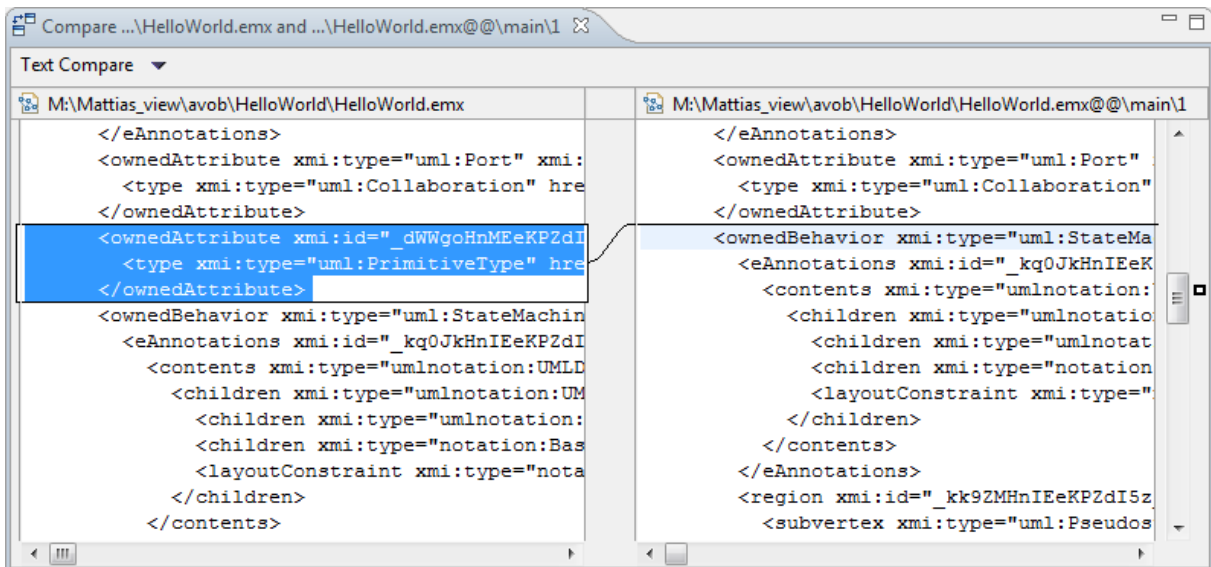 Compare ...\HelloWorld.emx and ...\HelloWorld.emx@@\main\1
Text Compare
M:\Mattias_view\avob\HelloWorld\HelloWorld.emx
</eAnnotations>
<ownedAttribute xmi:type="uml:Port" xmi:
<type xmi:type="uml:Collaboration" hre
</ownedAttribute>
<ownedAttribute xmi:id="_dWWgoHnMEeKPZdI
<type xmi:type="uml:PrimitiveType" hre
</ownedAttribute>
<ownedBehavior xmi:type="uml:StateMachin
<eAnnotations xmi:id="_kq0JkHnIEeKPZdI
<contents xmi:type="umlnotation:UMLD
<children xmi:type="umlnotation:UM
<children xmi:type="umlnotation:
<children xmi:type="notation:Bas
<layoutConstraint xmi:type="nota
</children>
</contents>
M:\Mattias_view\avob\HelloWorld\HelloWorld.emx@@\main\1
</eAnnotations>
<ownedAttribute xmi:type="uml:Port"
<type xmi:type="uml:Collaboration"
</ownedAttribute>
<ownedBehavior xmi:type="uml:StateMa
<eAnnotations xmi:id="_kq0JkHnIEeK
<contents xmi:type="umlnotation:
<children xmi:type="umlnotatio
<children xmi:type="umlnotat
<children xmi:type="notation
<layoutConstraint xmi:type="
</children>
</contents>
</eAnnotations>
<region xmi:id="_kk9ZMHnIEeKPZdI5z_
<subvertex xmi:type="uml:Pseudos